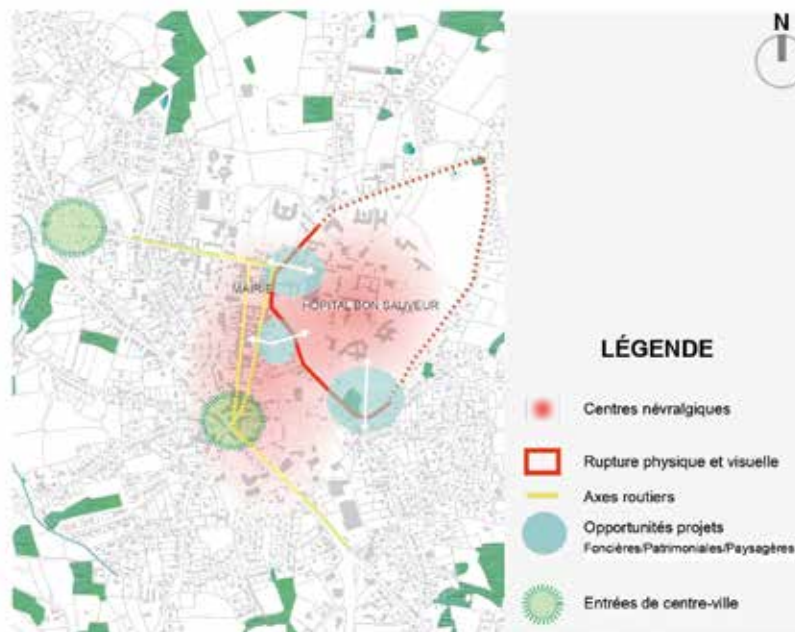 N
MAIRIE
HÔPITAL BON SAUVEUR
LÉGENDE
Centres névralgiques
Rupture physique et visuelle
Axes routiers
Opportunités projets
Foncières/Patrimoniales/Paysagères
Entrées de centre-ville